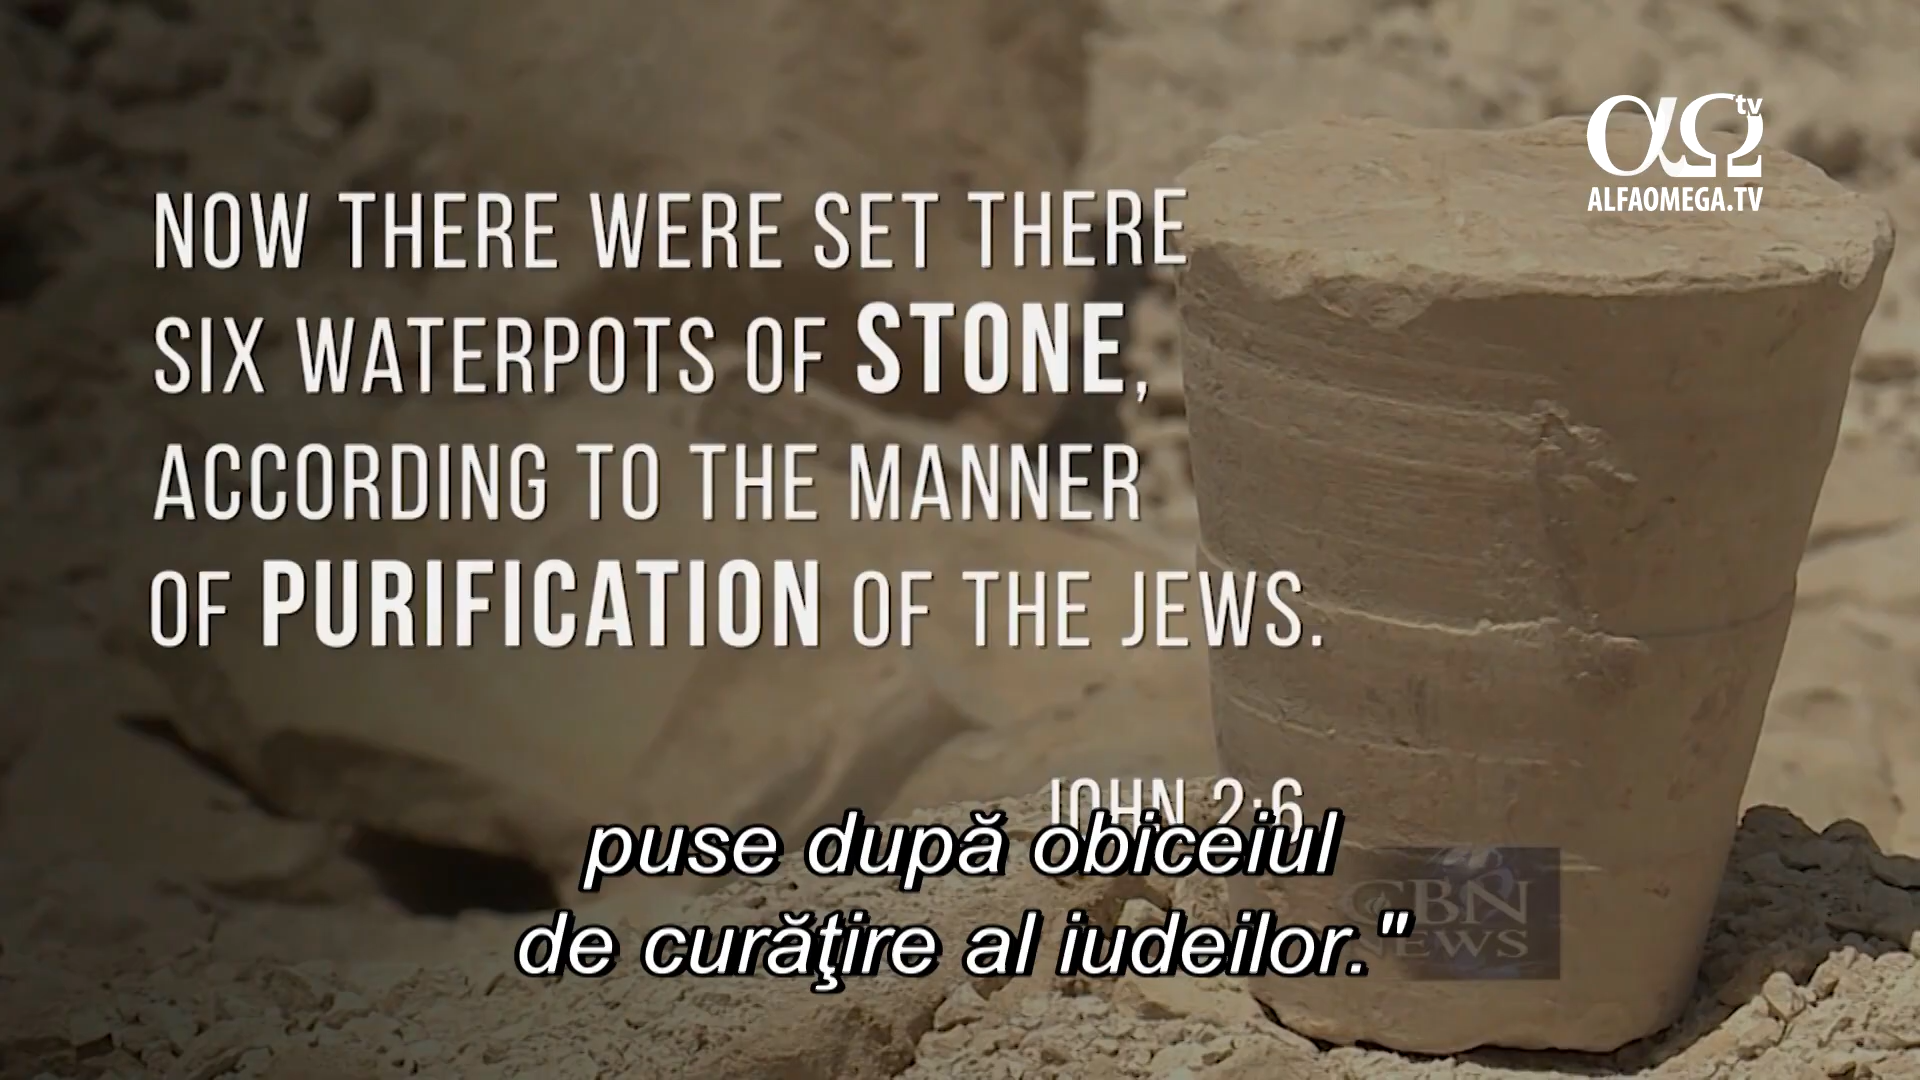 tv
ALFAOMEGA.TV
NOW THERE WERE SET THERE
SIX WATERPOTS OF STONE,
ACCORDING TO THE MANNER
OF PURIFICATION OF THE JEWS.
JOHN 2:6
puse după obiceiul
de curăţire al iudeilor."
CBN
NEWS